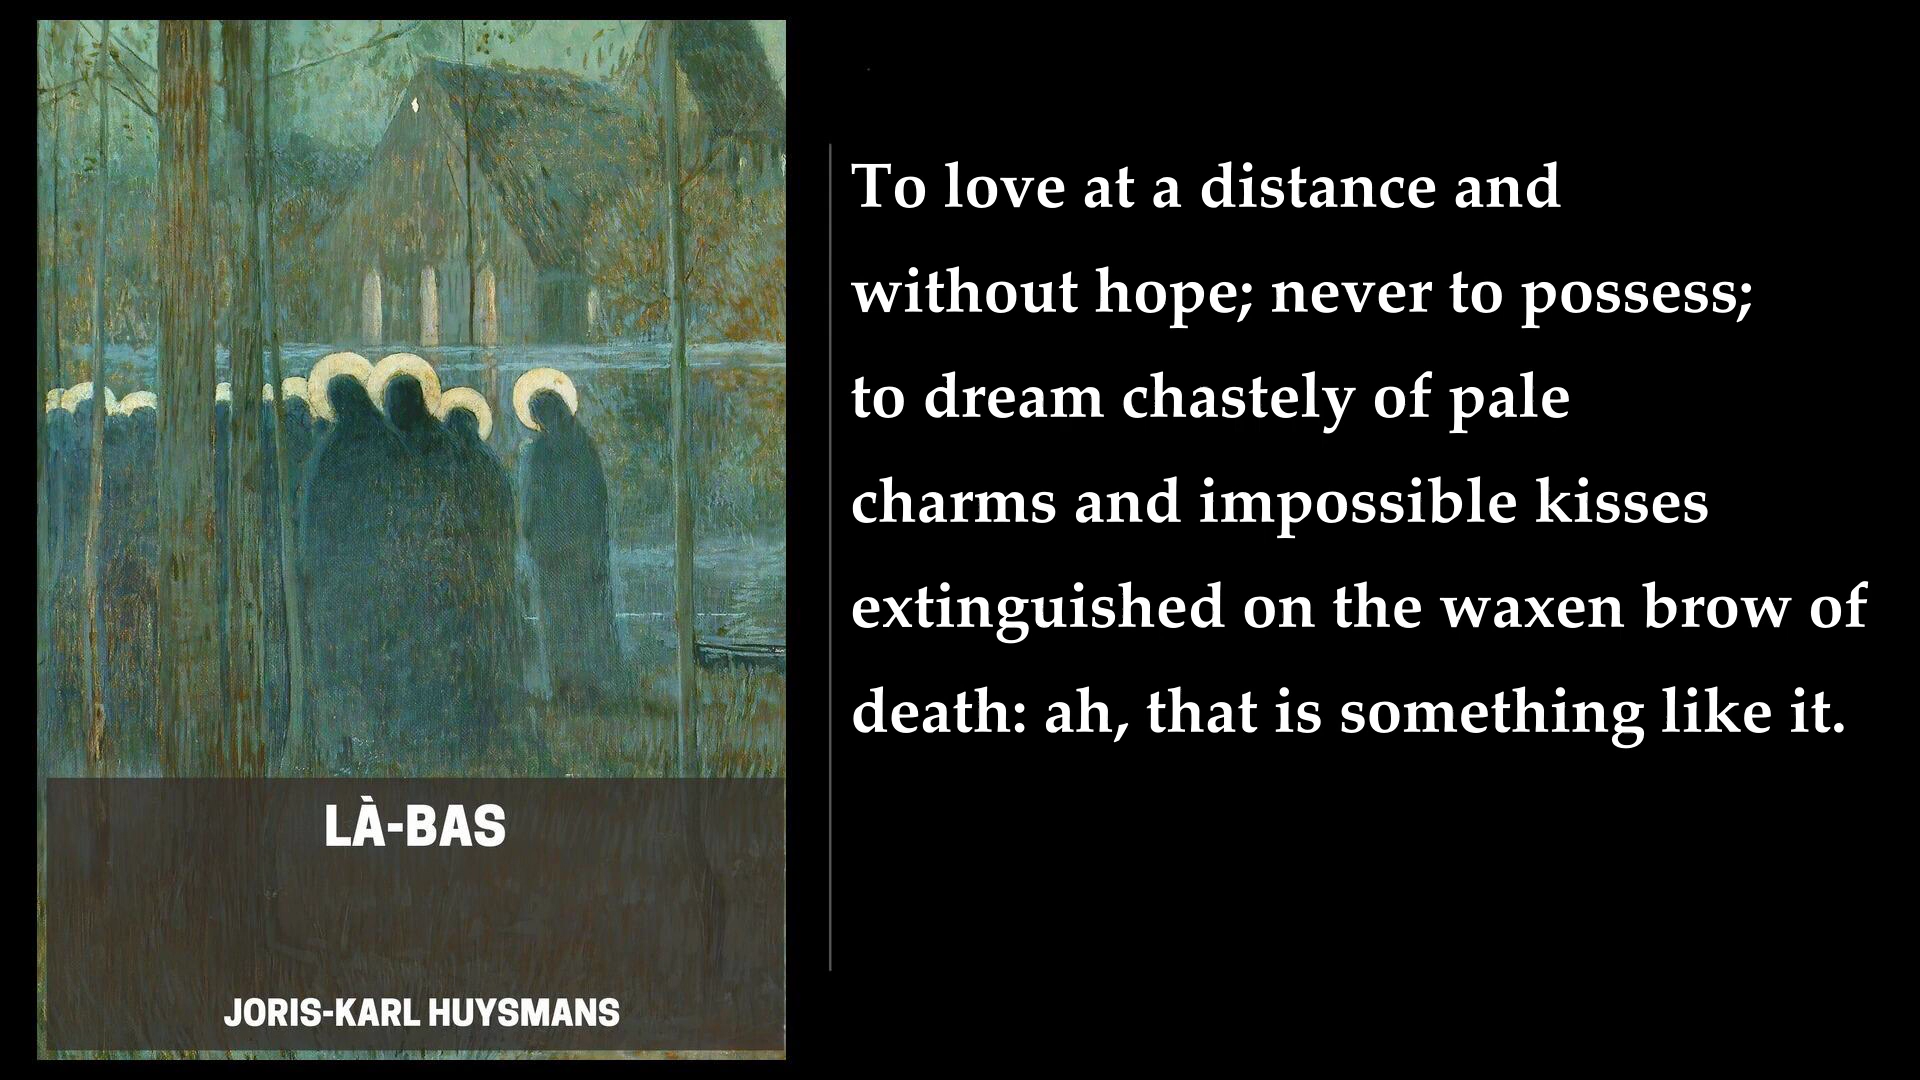 LÀ-BAS
JORIS-KARL HUYSMANS
To love at a distance and
without hope; never to possess;
to dream chastely of pale
charms and impossible kisses
extinguished on the waxen brow of
death: ah, that is something like it.